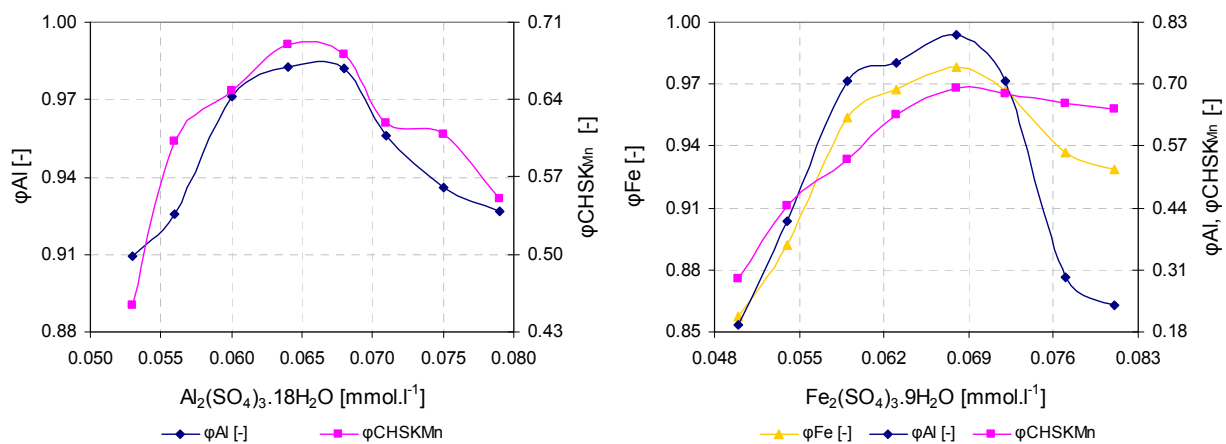 1.00
0.97
0.94
0.91
0.88
φAl [-]
0.71
0.64
0.57
0.50
0.43
φCHSKMn [-]
0.050 0.055 0.060 0.065 0.070 0.075 0.080
Al2(SO4)3.18H2O [mmol.l-1]
φAl [-] φCHSKMn
1.00
0.97
0.94
0.91
0.88
0.85
φFe [-]
0.83
0.70
0.57
0.44
0.31
0.18
φAl, φCHSKMn [-]
0.048 0.055 0.062 0.069 0.076 0.083
Fe2(SO4)3.9H2O [mmol.l-1]
φFe [-] φAl [-] φCHSKMn